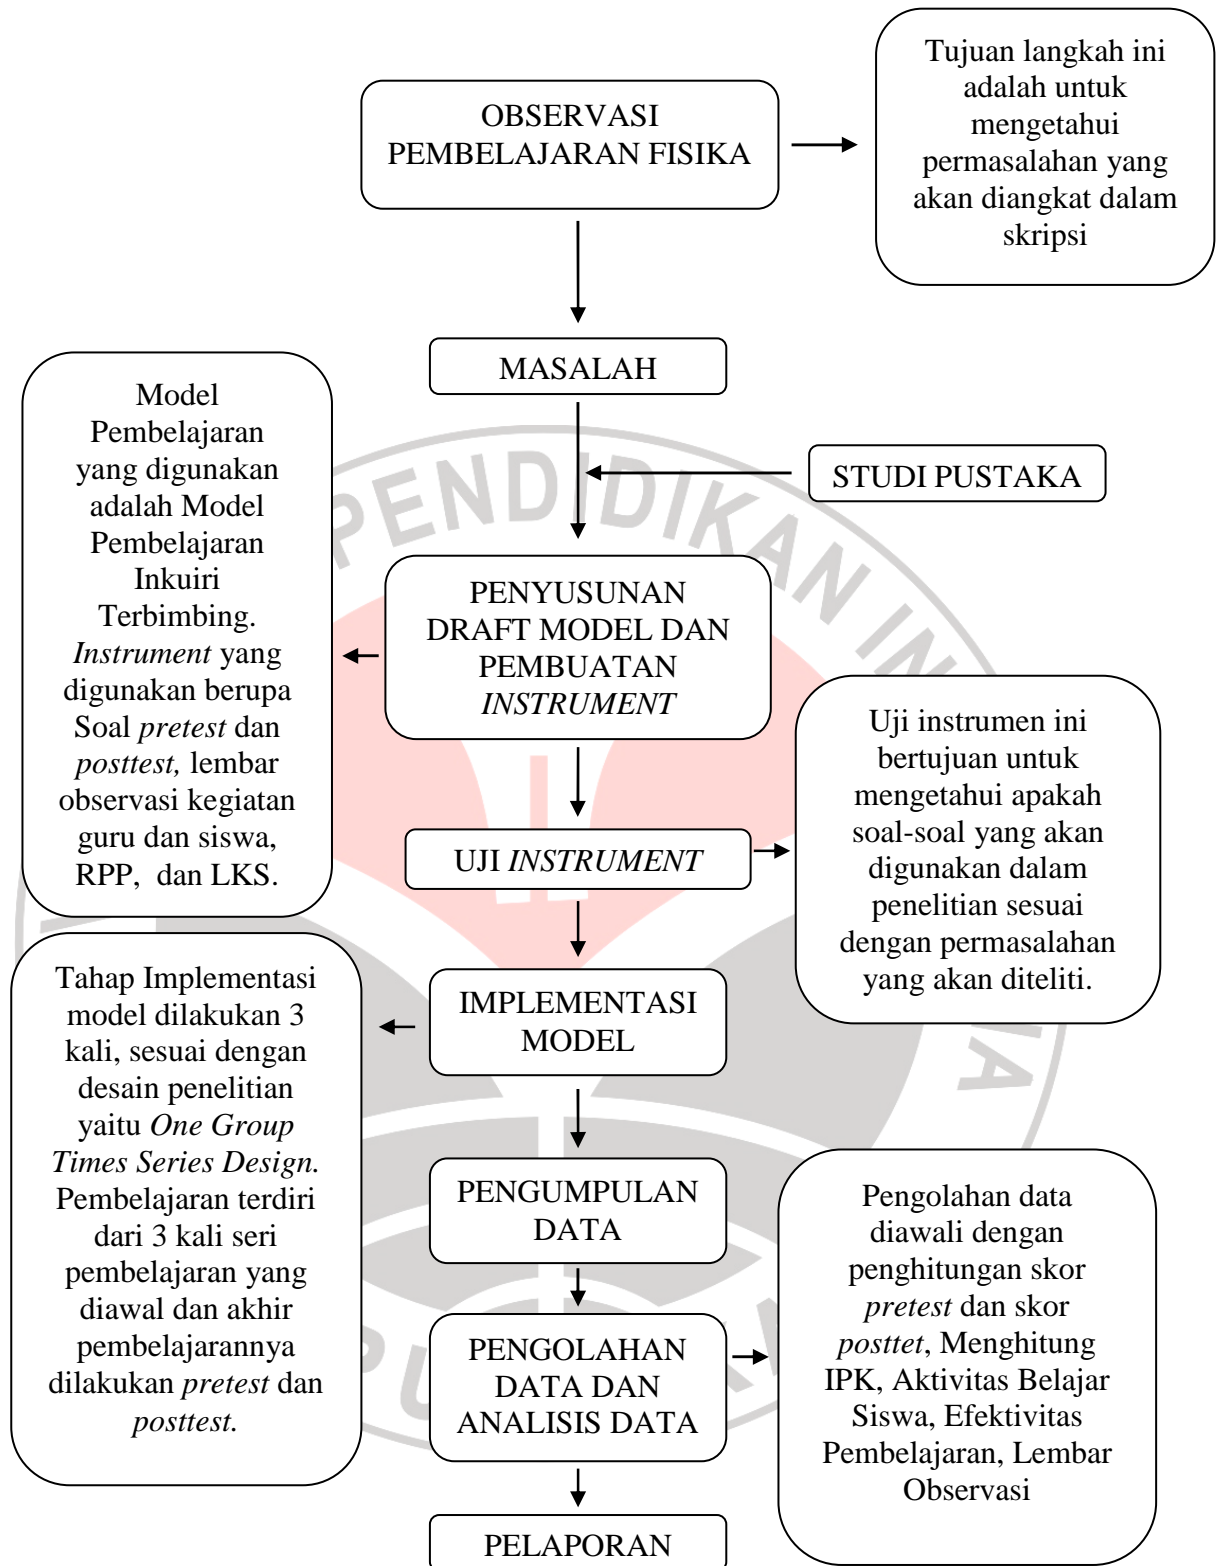 OBSERVASI
PEMBELAJARAN FISIKA
Tujuan langkah ini
adalah untuk
mengetahui
permasalahan yang
akan diangkat dalam
skripsi
MASALAH
STUDI PUSTAKA
Model
Pembelajaran
yang digunakan
adalah Model
Pembelajaran
Inkuiri
Terbimbing.
Instrument yang
digunakan berupa
Soal pretest dan
posttest, lembar
observasi kegiatan
guru dan siswa,
RPP, dan LKS.
PENYUSUNAN
DRAFT MODEL DAN
PEMBUATAN
INSTRUMENT
UJI INSTRUMENT
Uji instrumen ini
bertujuan untuk
mengetahui apakah
soal-soal yang akan
digunakan dalam
penelitian sesuai
dengan permasalahan
yang akan diteliti.
IMPLEMENTASI
MODEL
Tahap Implementasi
model dilakukan 3
kali, sesuai dengan
desain penelitian
yaitu One Group
Times Series Design.
Pembelajaran terdiri
dari 3 kali seri
pembelajaran yang
diawal dan akhir
pembelajarannya
dilakukan pretest dan
posttest.
PENGUMPULAN
DATA
PENGOLAHAN
DATA DAN
ANALISIS DATA
Pengolahan data
diawali dengan
penghitungan skor
pretest dan skor
posttet, Menghitung
IPK, Aktivitas Belajar
Siswa, Efektivitas
Pembelajaran, Lembar
Observasi
PELAPORAN
PENDIDIKAN IN